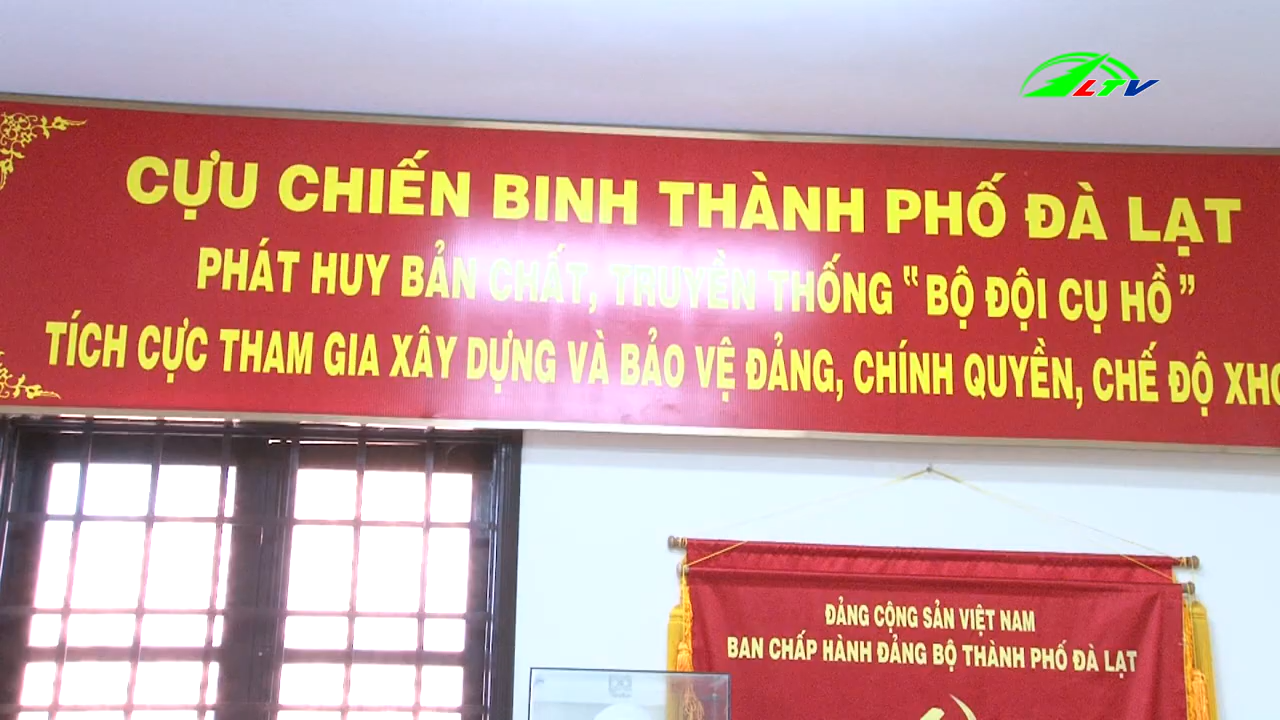 LTV
CỰU CHIẾN BINH THÀNH PHỐ ĐÀ LẠT
PHÁT HUY BẢN CHẤT, TRUYỀN THỐNG “BỘ ĐỘI CỤ HỒ”
TÍCH CỰC THAM GIA XÂY DỰNG VÀ BẢO VỆ ĐẢNG, CHÍNH QUYỀN, CHẾ ĐỘ
ĐẢNG CỘNG SẢN VIỆT NAM
BAN CHẤP HÀNH ĐẢNG BỘ THÀNH PHỐ ĐÀ LẠT